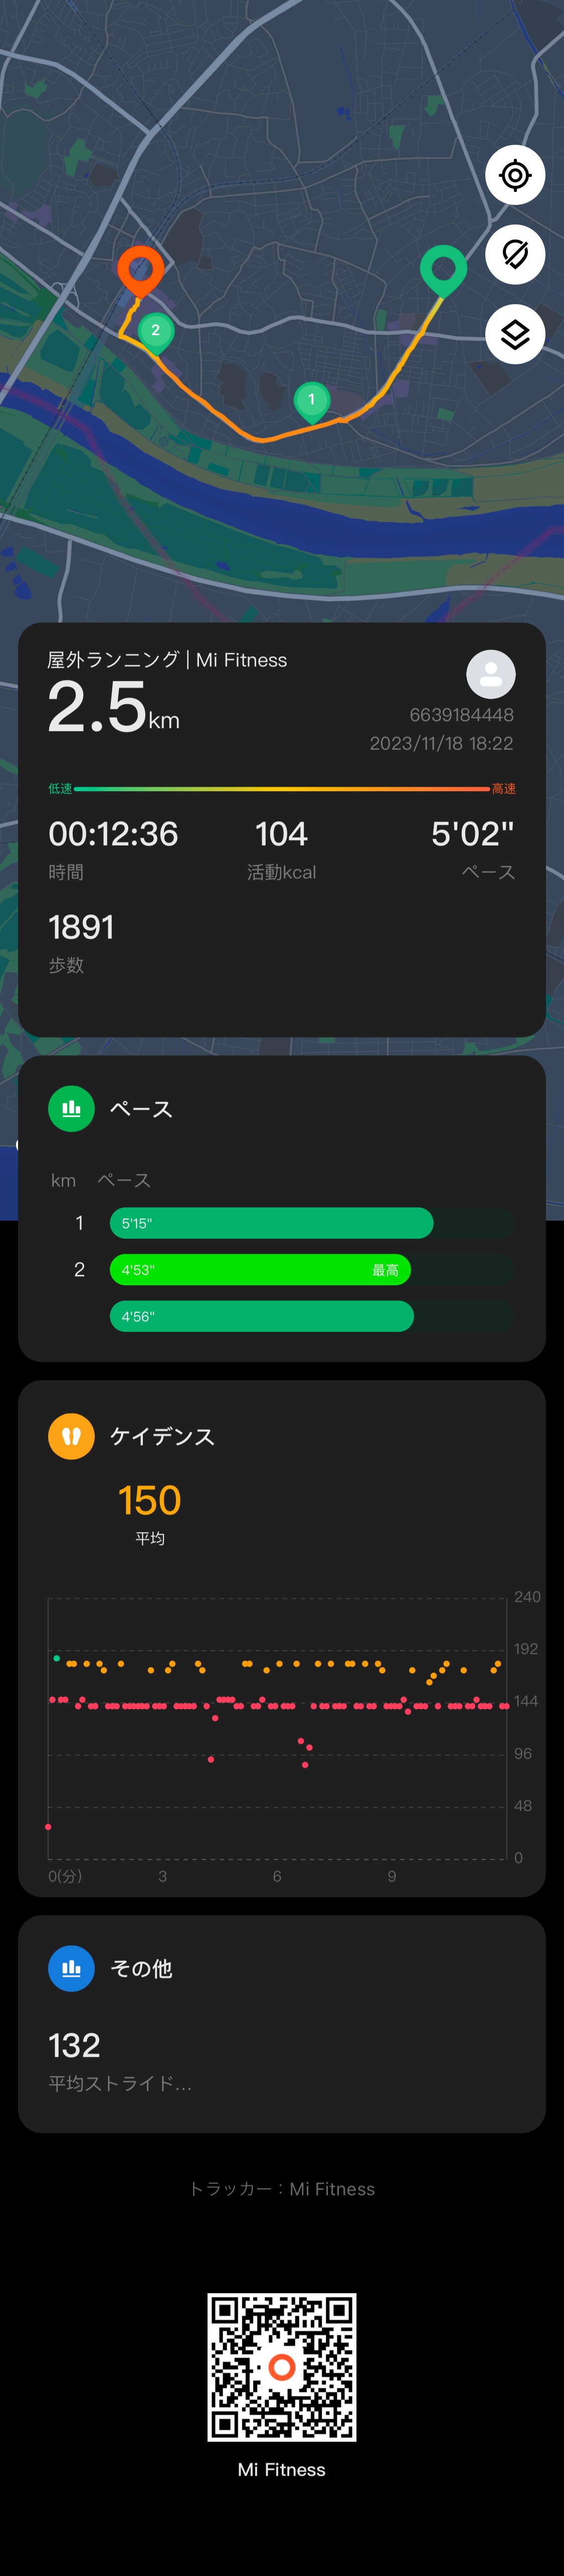 2
1
屋外ランニング | Mi Fitness
2.5km
6639184448
2023/11/18 18:22
低速 高速
00:12:36 104 5'02"
時間 活動kcal ペース
1891
歩数
ペース
km ペース
1 5'15"
2 4'53" 最高
4'56"
ケイデンス
150
平均
240
192
144
96
48
0
0(分) 3 6 9
その他
132
平均ストライド...
トラッカー：Mi Fitness
Mi Fitness